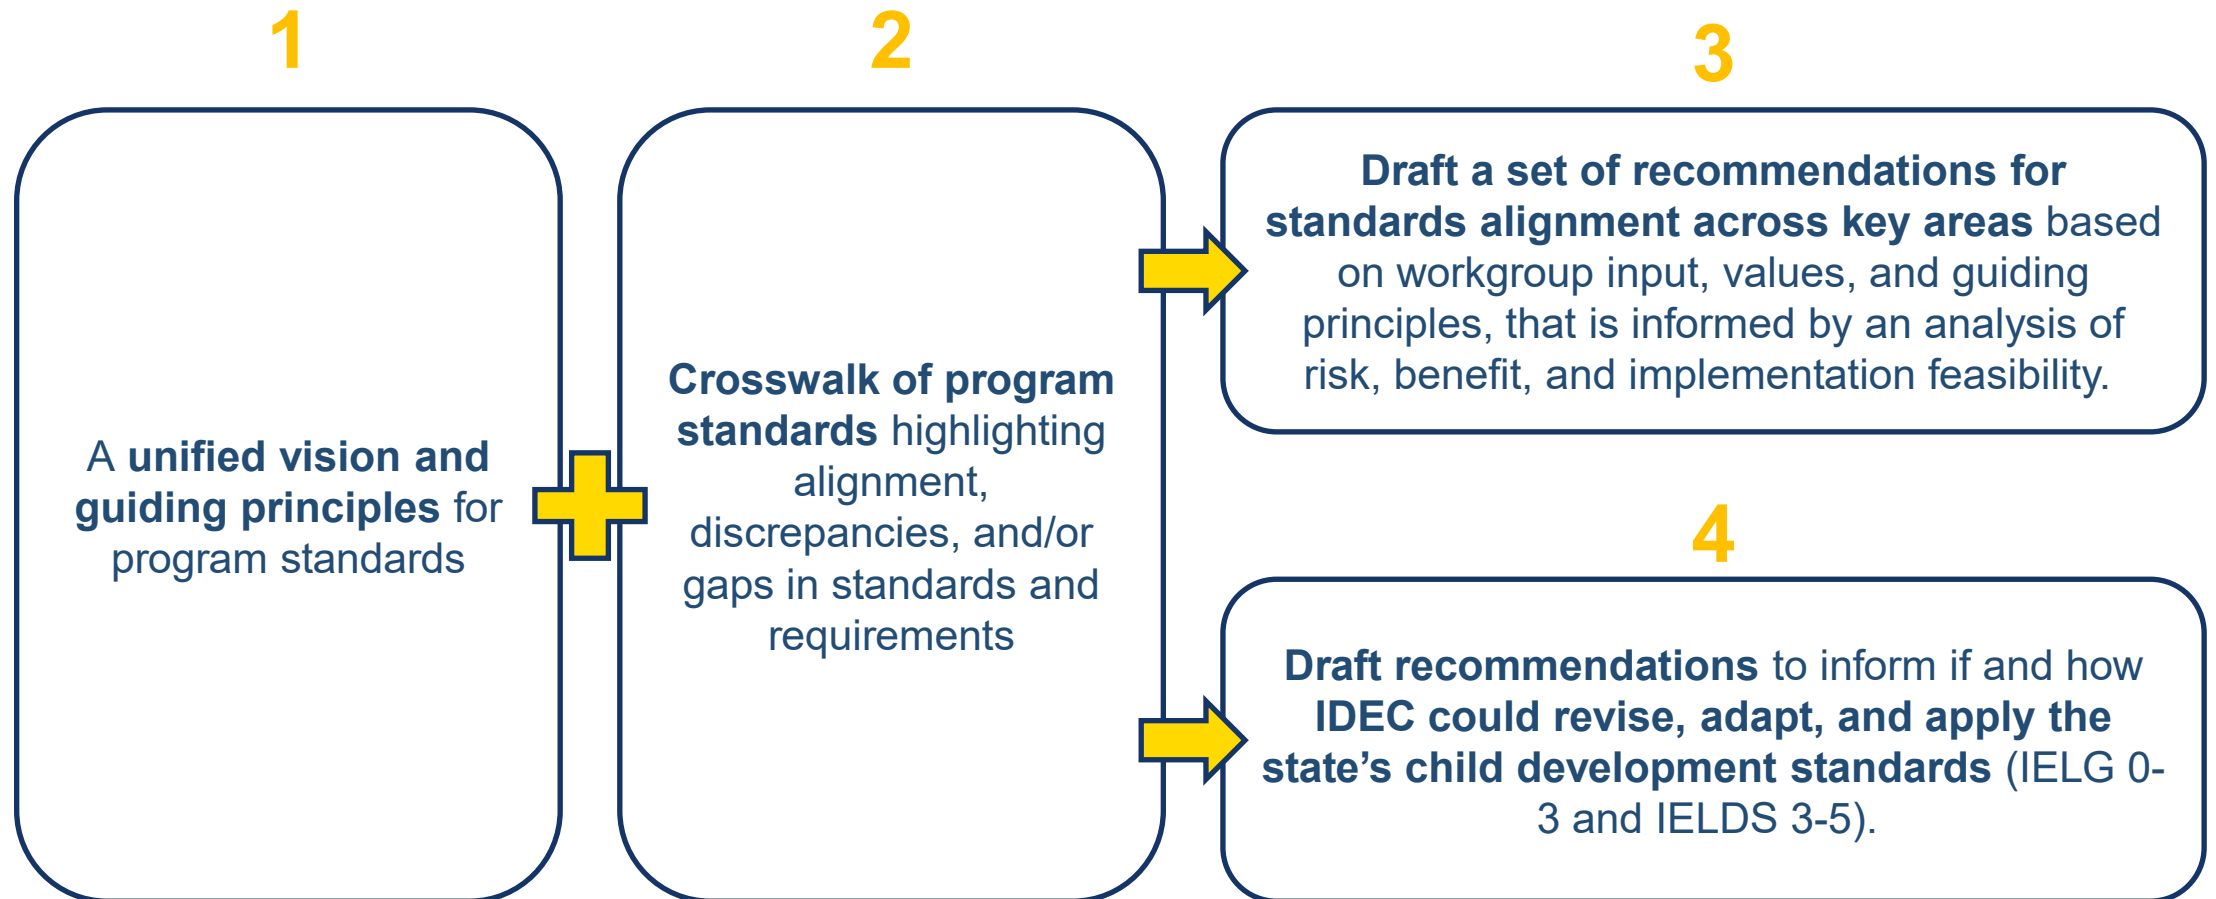 1
A unified vision and
guiding principles for
program standards
2
Crosswalk of program
standards highlighting
alignment,
discrepancies, and/or
gaps in standards and
requirements
3
Draft a set of recommendations for
standards alignment across key areas based
on workgroup input, values, and guiding
principles, that is informed by an analysis of
risk, benefit, and implementation feasibility.
4
Draft recommendations to inform if and how
IDEC could revise, adapt, and apply the
state’s child development standards (IELG 0-
3 and IELDS 3-5).